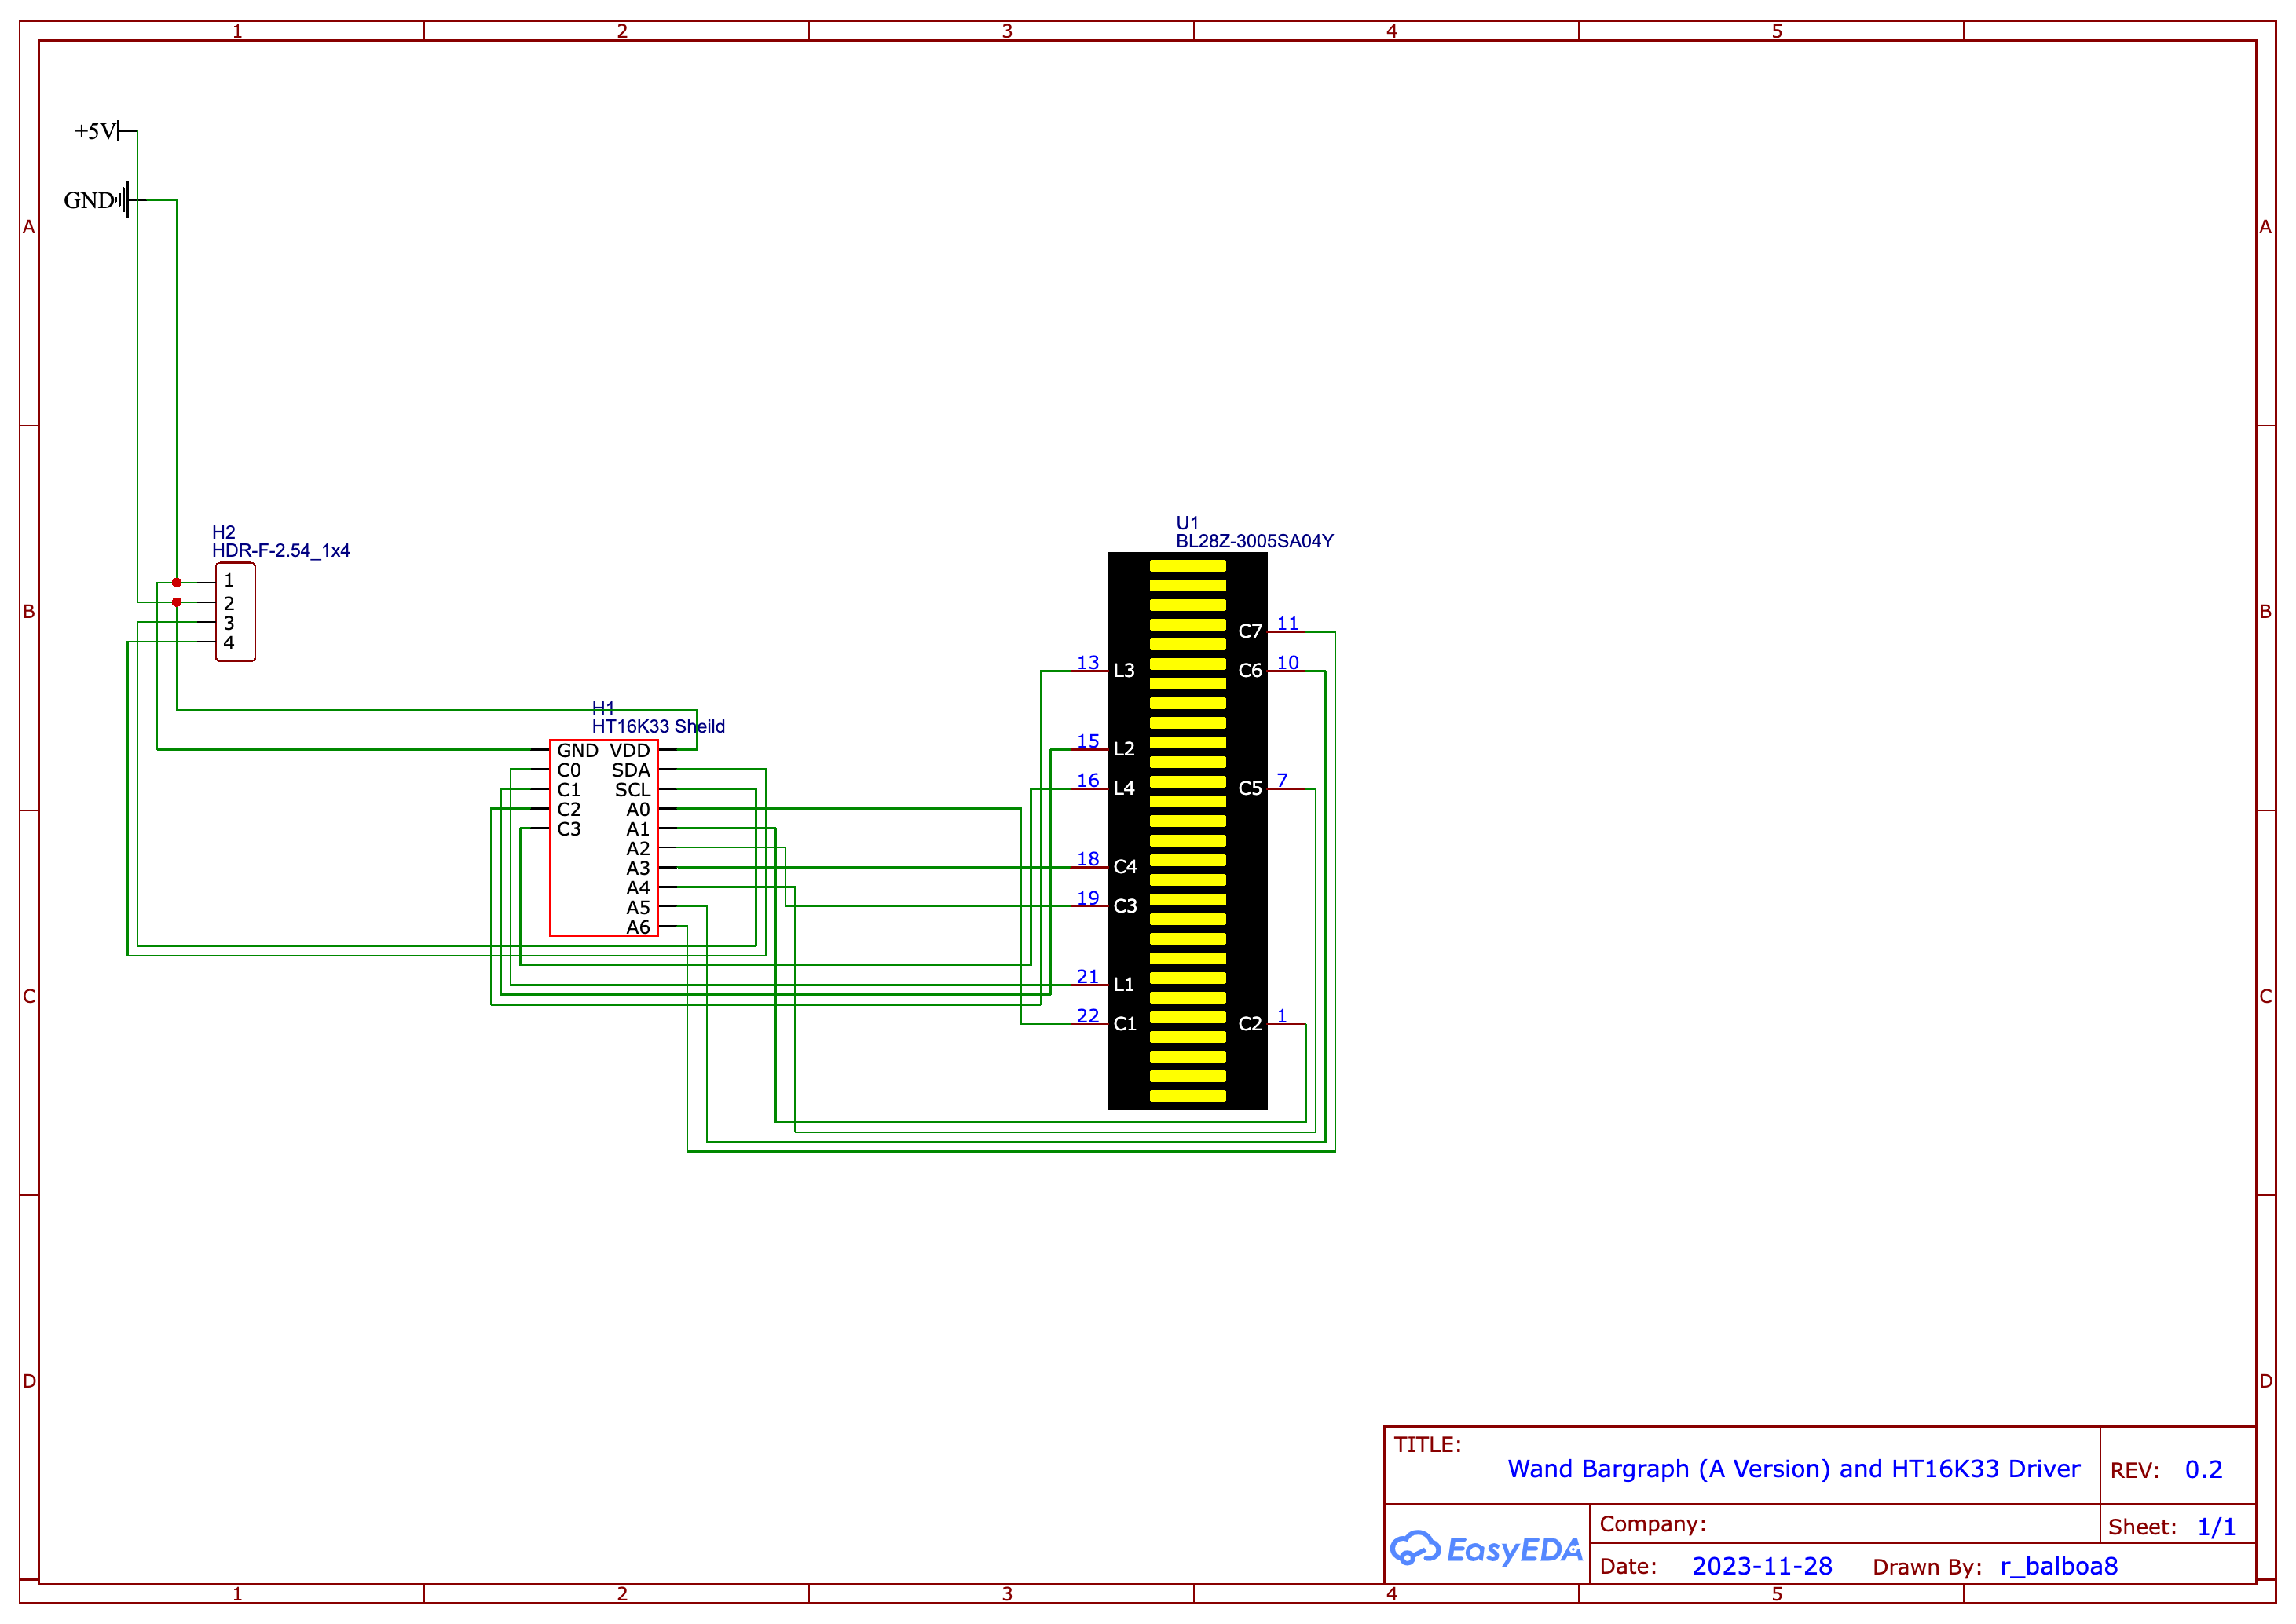 1 2 3 4 5
A A
+5V
GND
B B
H2
HDR-F-2.54_1x4
1
2
3
4
H1
HT16K33 Sheild
GND VDD
C0 SDA
C1 SCL
C2 A0
C3 A1
A2
A3
A4
A5
A6
U1
BL28Z-3005SA04Y
C7 11
13 L3 C6 10
15 L2
16 L4 C5 7
18 C4
19 C3
21 L1
22 C1 C2 1
C C
D D
TITLE:
Wand Bargraph (A Version) and HT16K33 Driver
REV: 0.2
EasyEDA
Company:
Sheet: 1/1
Date: 2023-11-28 Drawn By: r_balboa8
1 2 3 4 5